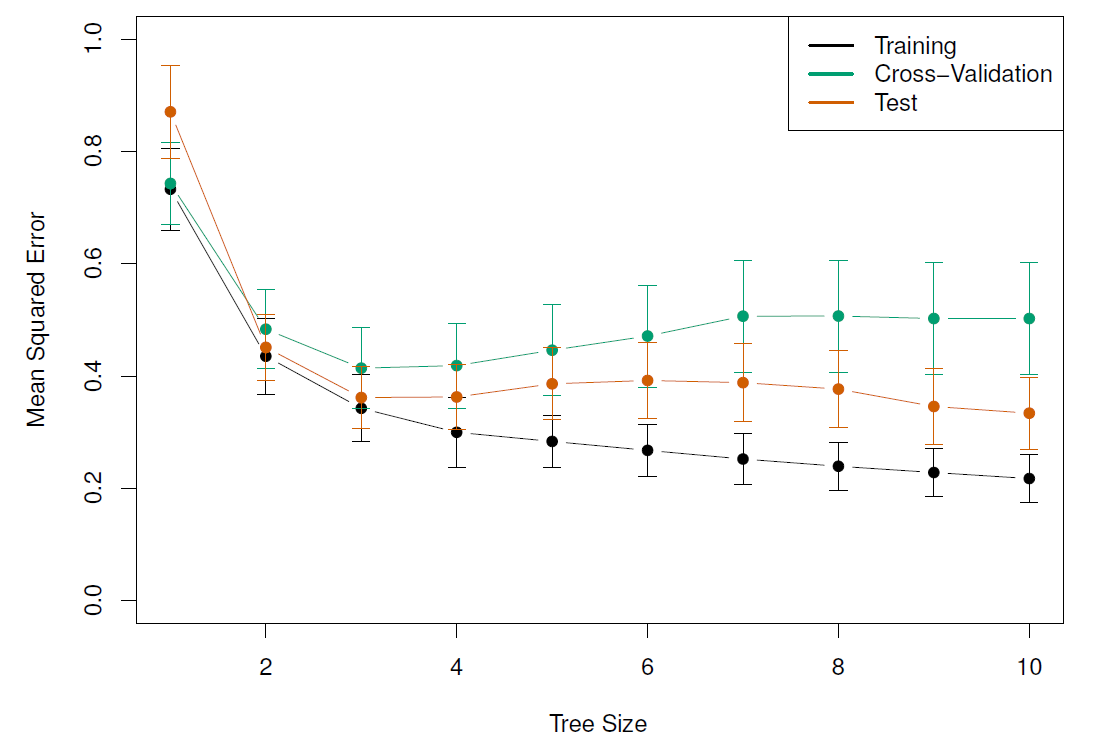 Training
Cross−Validation
Test
1.0
0.8
0.6
0.4
0.2
0.0
Mean Squared Error
2 4 6 8 10
Tree Size